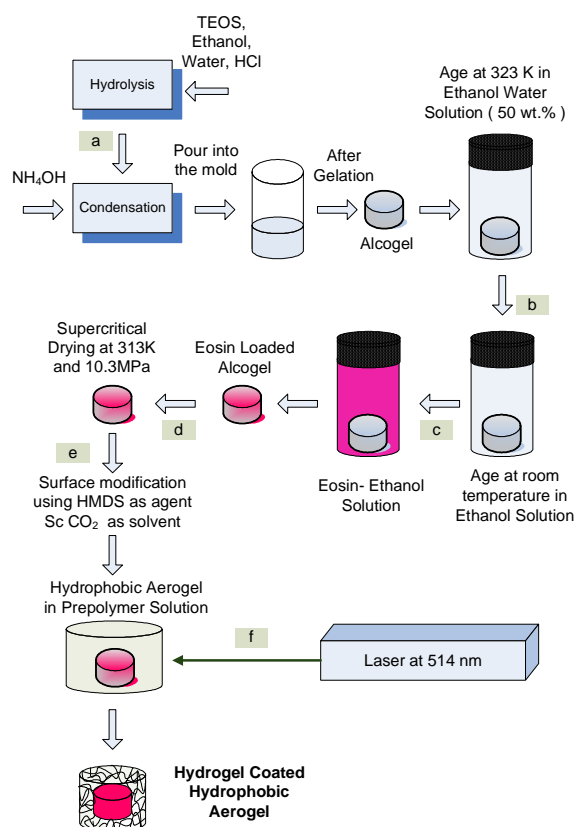 TEOS,
Ethanol,
Water, HCl
Hydrolysis
a
NH₄OH
Condensation
Pour into
the mold
After
Gelation
Alcogel
Age at 323 K in
Ethanol Water
Solution ( 50 wt.%)
b
Age at room
temperature in
Ethanol Solution
c
Eosin- Ethanol
Solution
Eosin Loaded
Alcogel
d
Supercritical
Drying at 313K
and 10.3MPa
e
Surface modification
using HMDS as agent
Sc CO₂ as solvent
Hydrophobic Aerogel
in Prepolymer Solution
f
Laser at 514 nm
Hydrogel Coated
Hydrophobic
Aerogel